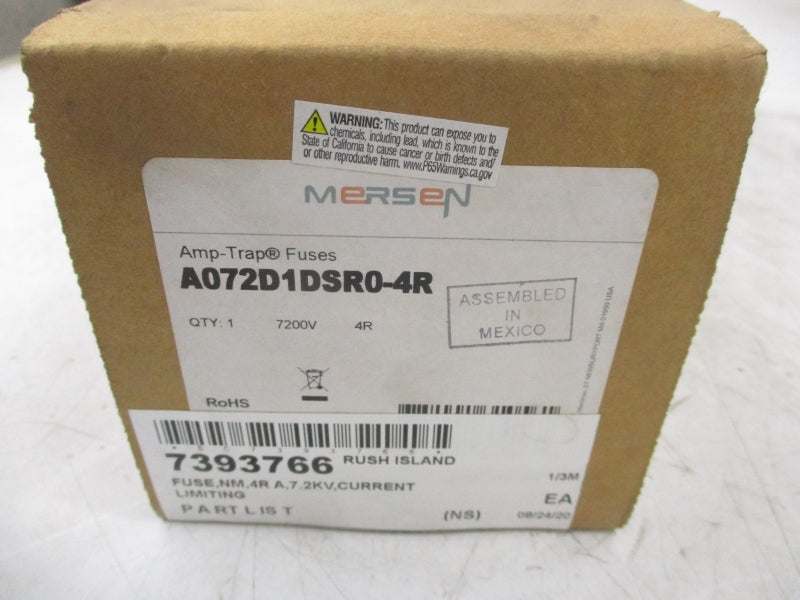 WARNING: This product can expose you to
chemicals, including lead, which is known to the
State of California to cause cancer or birth defects and/
or other reproductive harm. www.P65Warnings.ca.gov
MERSEN
Amp-Trap® Fuses
A072D1DSR0-4R
QTY: 1 7200V 4R
ASSEMBLED
IN
MEXICO
RoHS
7393766 RUSH ISLAND
FUSE,NM,4R A,7.2KV,CURRENT
LIMITING
PART LIST
1/3M
EA
(NS) 08/24/20